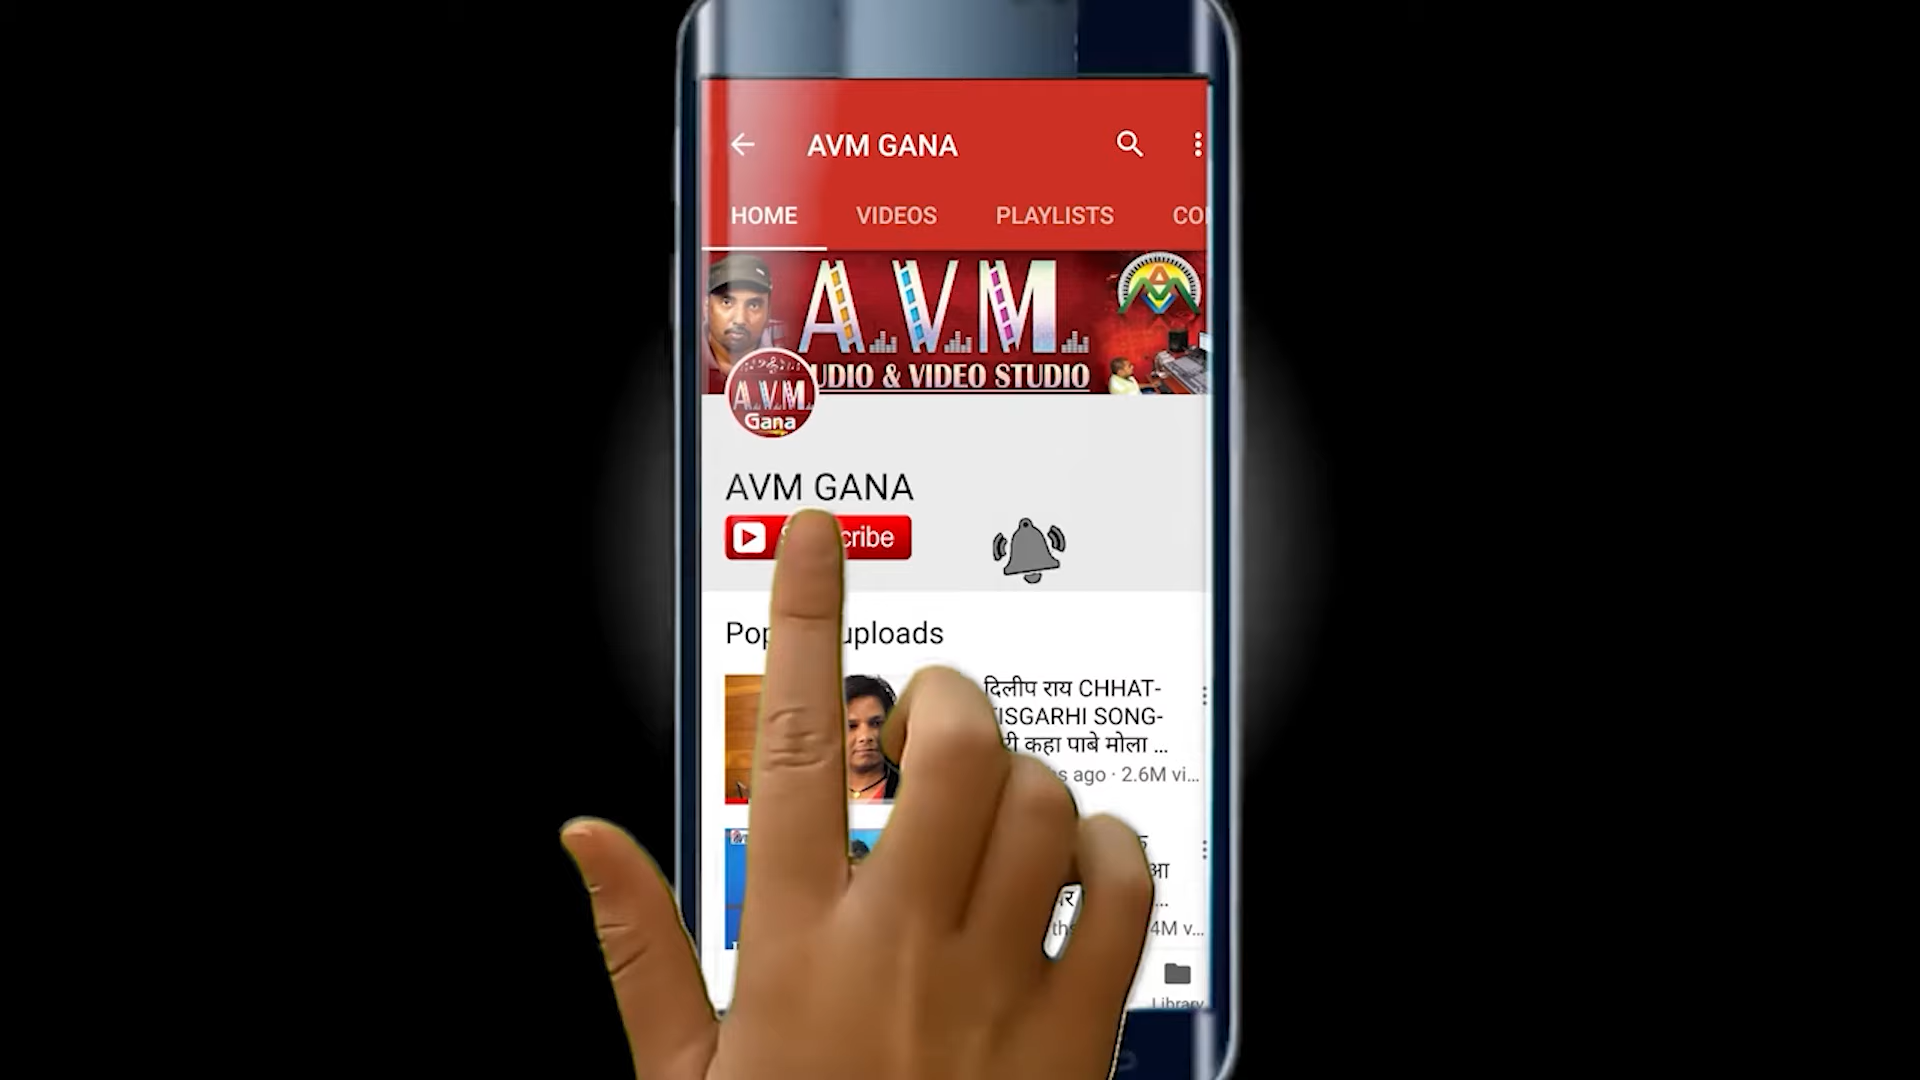 AVM GANA
HOME VIDEOS PLAYLISTS
A.V.M.
UDIO & VIDEO STUDIO
A.V.M.
Gana
AVM GANA
cribe
uploads
दिलीप राय CHHAT-
ISGARHI SONG-
कहा पाबे मोला ...
ago · 2.6M vi...
4M v...
Library